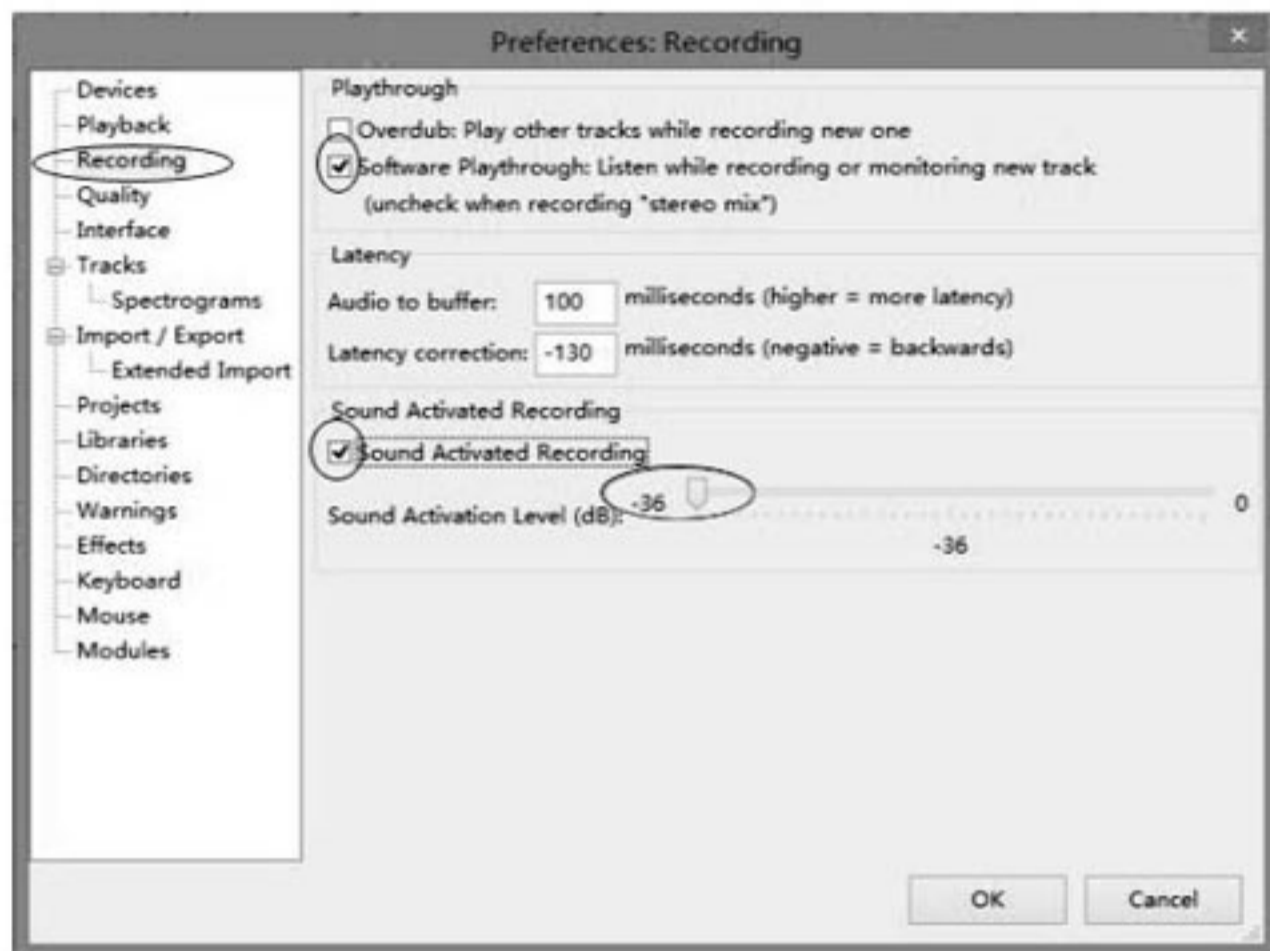 Preferences: Recording
Devices
Playback
Recording
Quality
Interface
Tracks
Spectrograms
Import / Export
Extended Import
Projects
Libraries
Directories
Warnings
Effects
Keyboard
Mouse
Modules
Playthrough
Overdub: Play other tracks while recording new one
Software Playthrough: Listen while recording or monitoring new track
(uncheck when recording "stereo mix")
Latency
Audio to buffer: 100 milliseconds (higher = more latency)
Latency correction: -130 milliseconds (negative = backwards)
Sound Activated Recording
Sound Activated Recording
Sound Activation Level (dB): -36 0
-36
OK Cancel